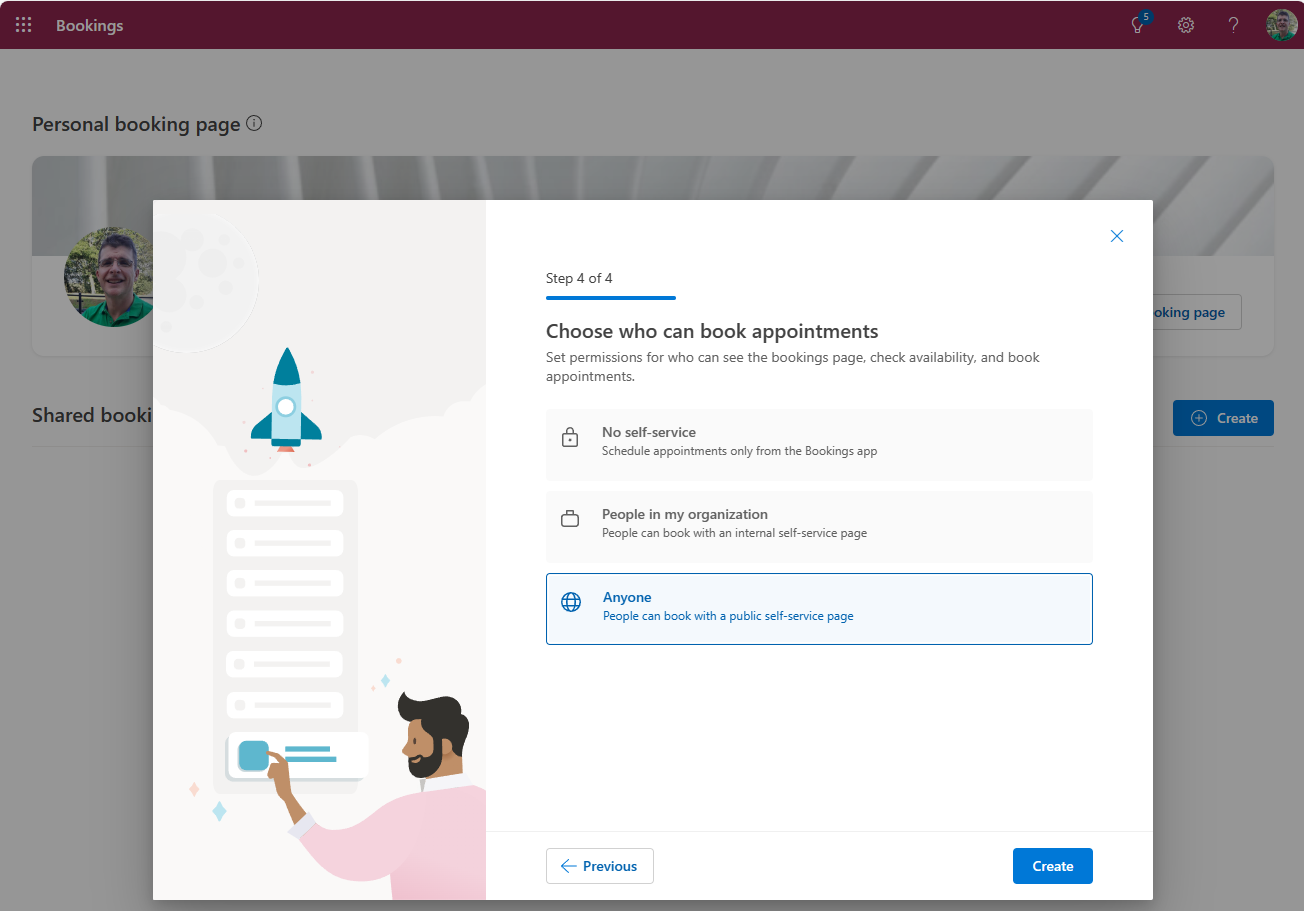 Bookings
5
Personal booking page
oking page
Shared booki
Create
Step 4 of 4
Choose who can book appointments
Set permissions for who can see the bookings page, check availability, and book
appointments.
No self-service
Schedule appointments only from the Bookings app
People in my organization
People can book with an internal self-service page
Anyone
People can book with a public self-service page
Previous
Create